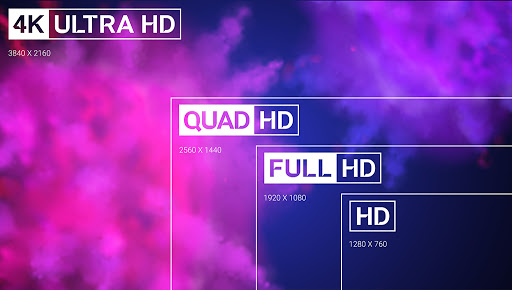 4K ULTRA HD
3840 X 2160
QUAD HD
2560 X 1440
FULL HD
1920 X 1080
HD
1280 X 760